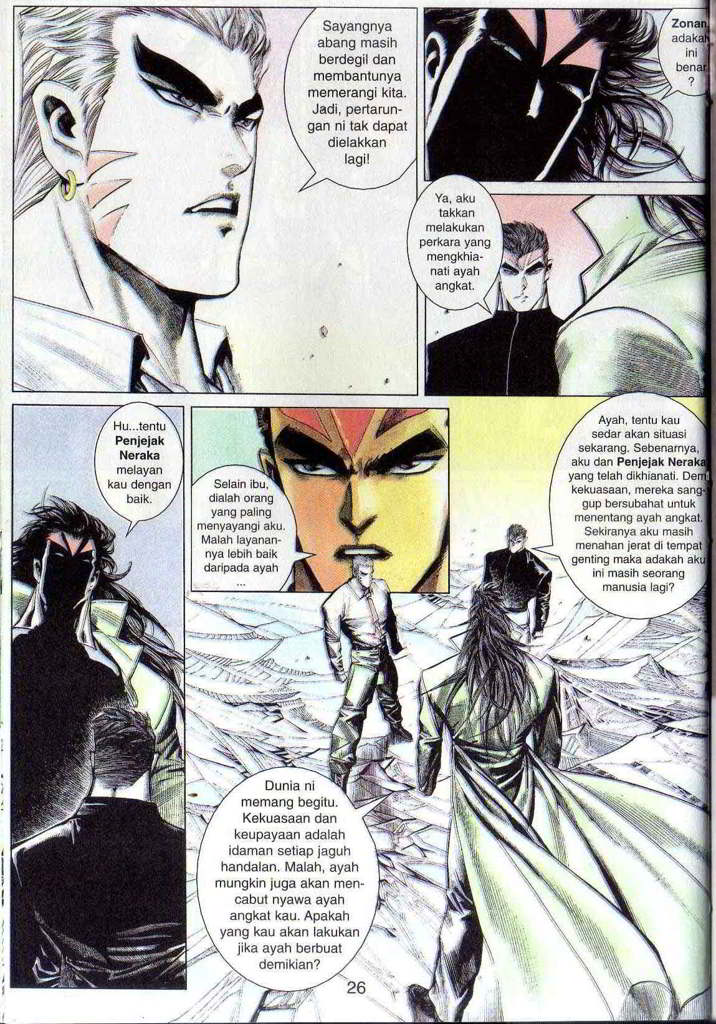 Sayangnya
abang masih
berdegil dan
membantunya
memerangi kita.
Jadi, pertarun-
gan ni tak dapat
dielakkan
lagi!
Zonan
adakah
ini
benar
?
Ya, aku
takkan
melakukan
perkara yang
mengkhia-
nati ayah
angkat.
Hu...tentu
Penjejak
Neraka
melayan
kau dengan
baik.
Selain ibu,
dialah orang
yang paling
menyayangi aku.
Malah layanan-
nya lebih baik
daripada ayah
...
Ayah, tentu kau
sedar akan situasi
sekarang. Sebenarnya,
aku dan Penjejak Neraka
yang telah dikhianati. Demi
kekuasaan, mereka sang-
gup bersubahat untuk
menentang ayah angkat.
Sekiranya aku masih
menahan jerat di tempat
genting maka adakah aku
ini masih seorang
manusia lagi?
Dunia ni
memang begitu.
Kekuasaan dan
keupayaan adalah
idaman setiap jaguh
handalan. Malah, ayah
mungkin juga akan men-
cabut nyawa ayah
angkat kau. Apakah
yang kau akan lakukan
jika ayah berbuat
demikian?
26